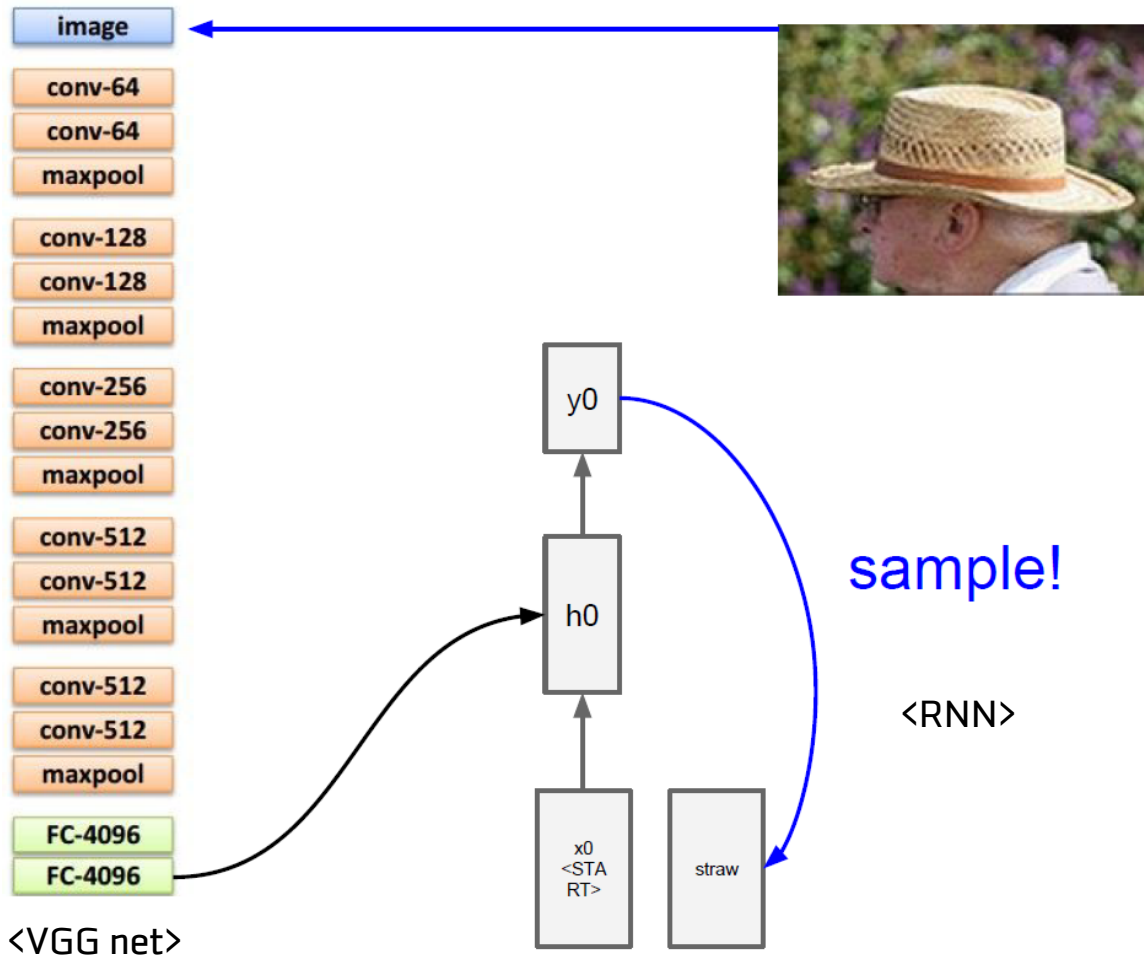 image
conv-64
conv-64
maxpool
conv-128
conv-128
maxpool
conv-256
conv-256
maxpool
conv-512
conv-512
maxpool
conv-512
conv-512
maxpool
FC-4096
FC-4096
<VGG net>
y0
h0
x0
<STA
RT>
straw
sample!
<RNN>